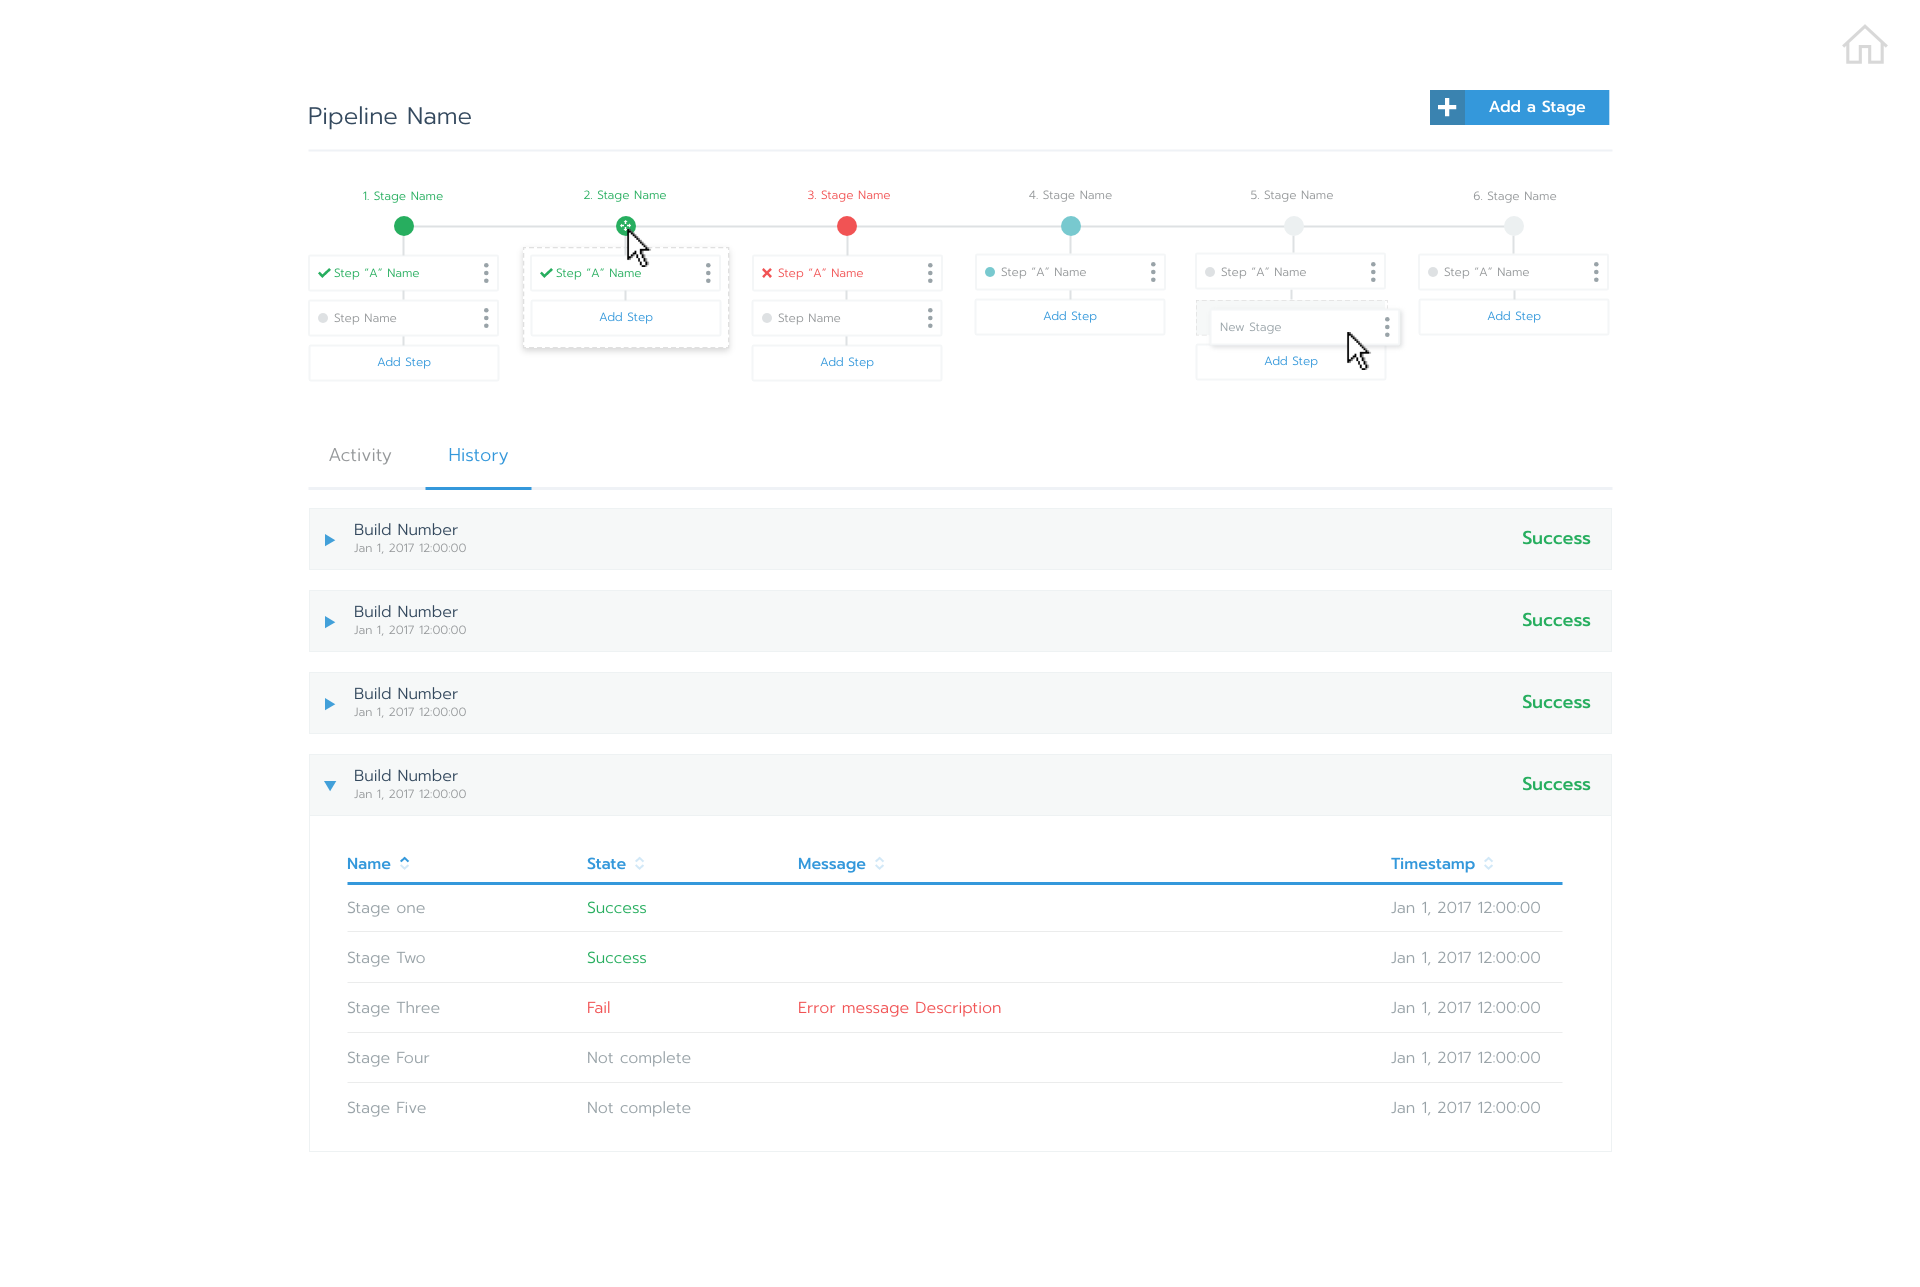 Pipeline Name
Add a Stage
1. Stage Name
2. Stage Name
3. Stage Name
4. Stage Name
5. Stage Name
6. Stage Name
Step “A” Name
Step “A” Name
Step “A” Name
Step “A” Name
Step “A” Name
Step “A” Name
Step Name
Add Step
Step Name
Add Step
New Stage
Add Step
Add Step
Add Step
Add Step
Activity
History
Build Number
Jan 1, 2017 12:00:00
Success
Build Number
Jan 1, 2017 12:00:00
Success
Build Number
Jan 1, 2017 12:00:00
Success
Build Number
Jan 1, 2017 12:00:00
Success
Name State Message Timestamp
Stage one Success Jan 1, 2017 12:00:00
Stage Two Success Jan 1, 2017 12:00:00
Stage Three Fail Error message Description Jan 1, 2017 12:00:00
Stage Four Not complete Jan 1, 2017 12:00:00
Stage Five Not complete Jan 1, 2017 12:00:00